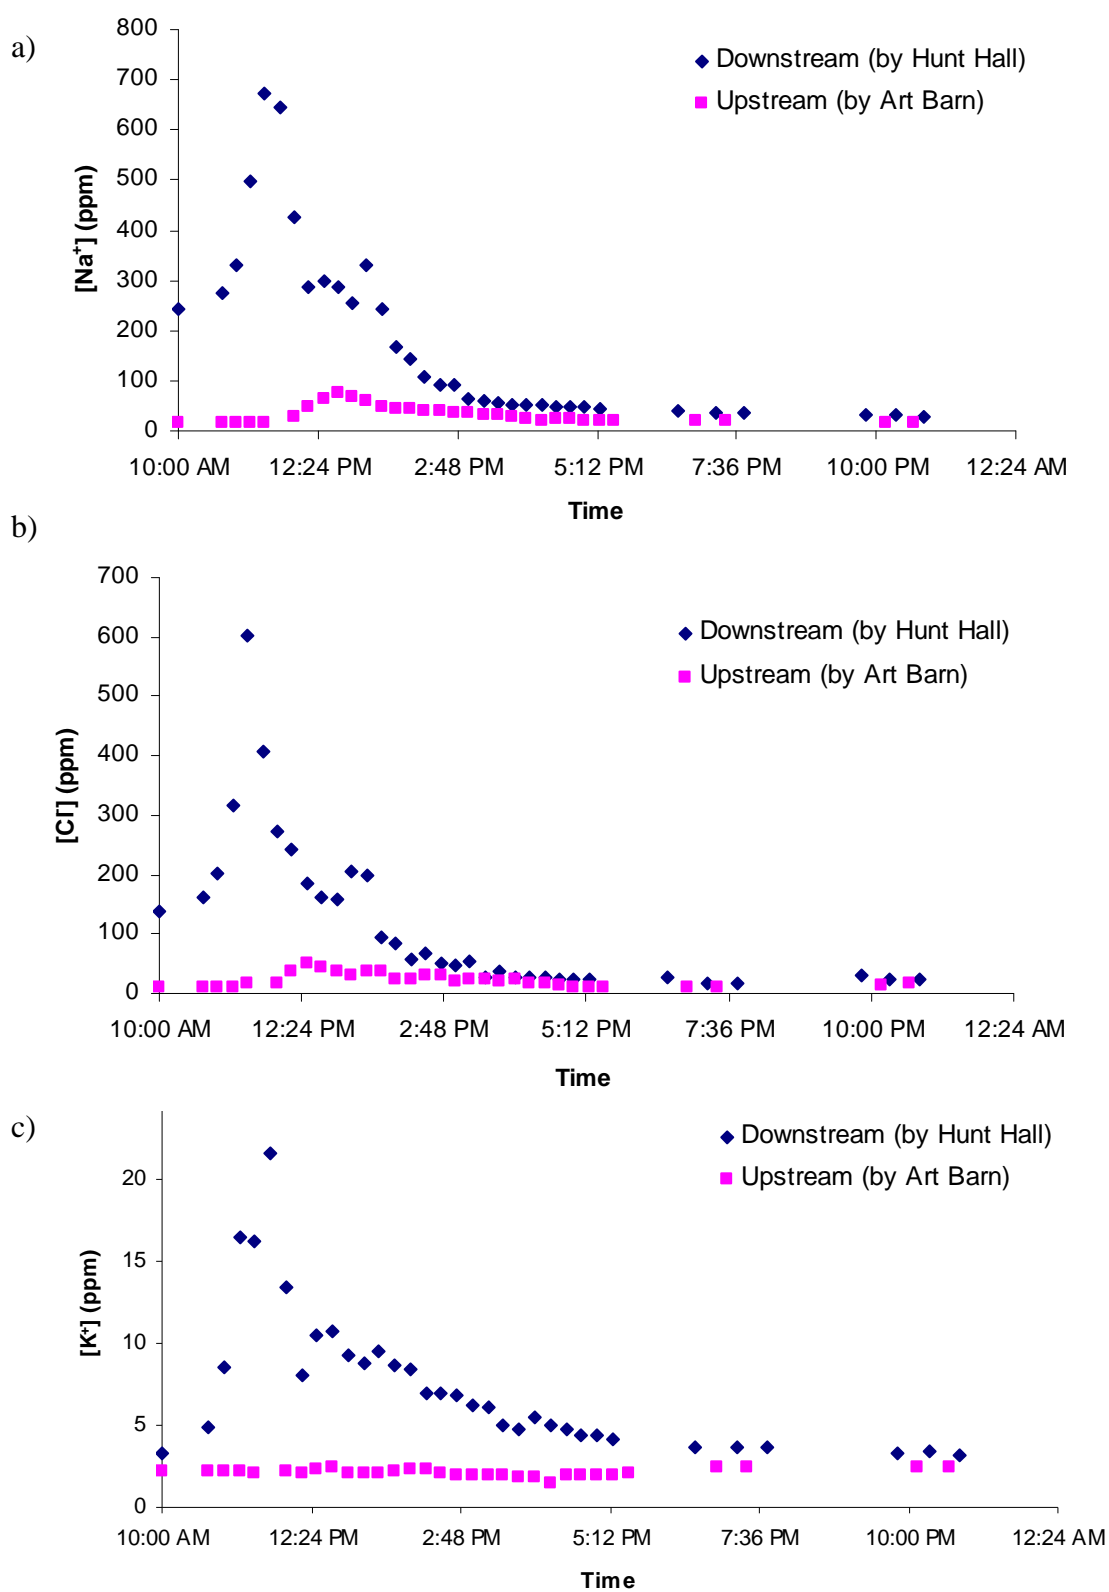 a)
800
700
600
500
400
300
200
100
0
[Na⁺] (ppm)
Downstream (by Hunt Hall)
Upstream (by Art Barn)
10:00 AM 12:24 PM 2:48 PM 5:12 PM 7:36 PM 10:00 PM 12:24 AM
Time
b)
700
600
500
400
300
200
100
0
[Cl⁻] (ppm)
Downstream (by Hunt Hall)
Upstream (by Art Barn)
10:00 AM 12:24 PM 2:48 PM 5:12 PM 7:36 PM 10:00 PM 12:24 AM
Time
c)
20
15
10
5
0
[K⁺] (ppm)
Downstream (by Hunt Hall)
Upstream (by Art Barn)
10:00 AM 12:24 PM 2:48 PM 5:12 PM 7:36 PM 10:00 PM 12:24 AM
Time